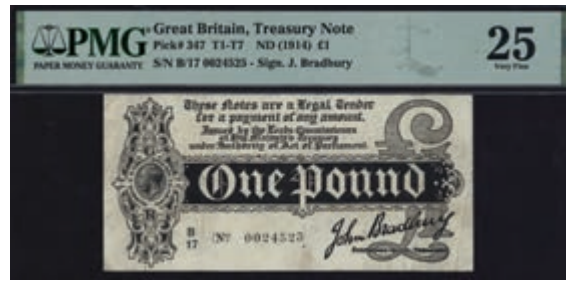 PMG
PAPER MONEY GUARANTY
Great Britain, Treasury Note
Pick# 347 T1-T7 ND (1914) £1
S/N B/17 0024525 - Sign. J. Bradbury
25
Very Fine
These Notes are a Legal Tender
for a payment of any amount.
Issued by the Lords Commissioners
of His Majesty's Treasury
under Authority of Act of Parliament.
£
One Pound
B
17
No 0024525
John Bradbury